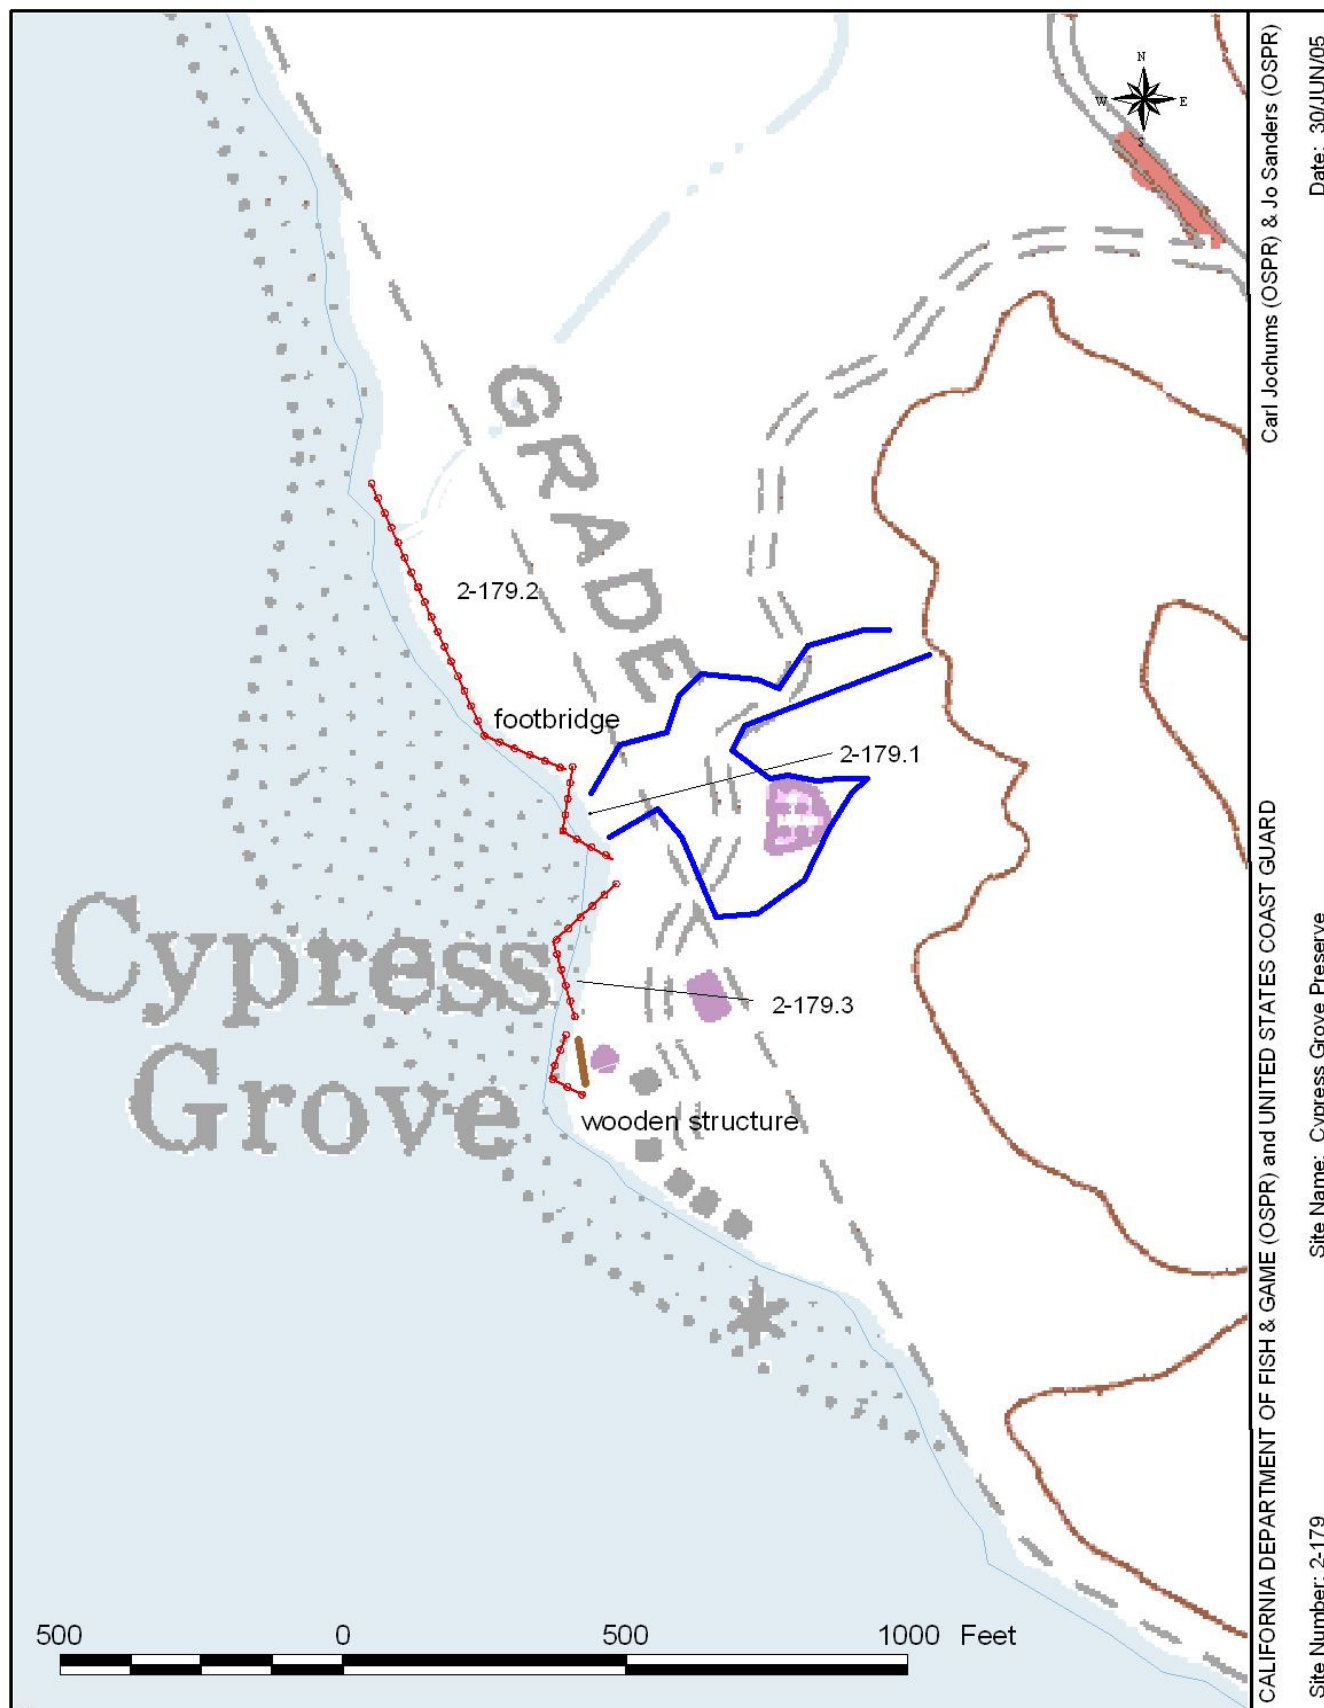 N
W E
S
GRADE
2-179.2
footbridge
2-179.1
Cypress
Grove
2-179.3
wooden structure
500 0 500 1000 Feet
CALIFORNIA DEPARTMENT OF FISH & GAME (OSPR) and UNITED STATES COAST GUARD
Carl Jochums (OSPR) & Jo Sanders (OSPR)
Site Number: 2-179
Site Name: Cypress Grove Preserve
Date: 30/JUN/05